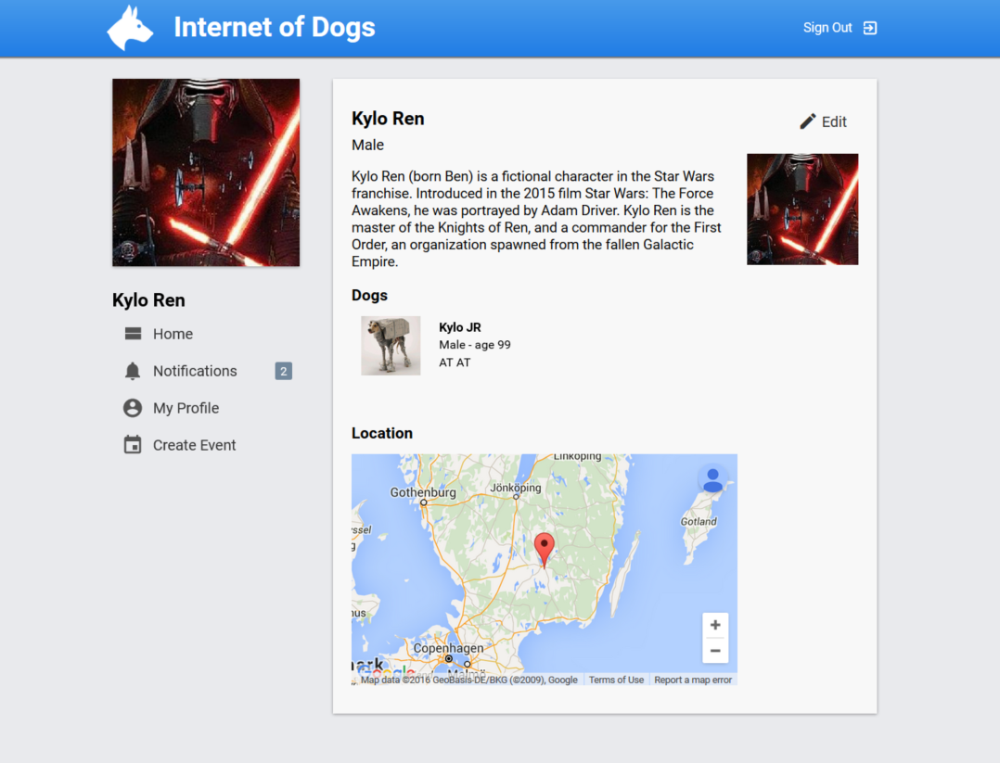 Internet of Dogs
Sign Out
Kylo Ren
Home
Notifications
2
My Profile
Create Event
Kylo Ren
Edit
Male
Kylo Ren (born Ben) is a fictional character in the Star Wars
franchise. Introduced in the 2015 film Star Wars: The Force
Awakens, he was portrayed by Adam Driver. Kylo Ren is the
master of the Knights of Ren, and a commander for the First
Order, an organization spawned from the fallen Galactic
Empire.
Dogs
Kylo JR
Male - age 99
AT AT
Location
Linköping
Gothenburg
Jönköping
Gotland
Copenhagen
Malmö
Google
+
−
Map data ©2016 GeoBasis-DE/BKG (©2009), Google
Terms of Use
Report a map error